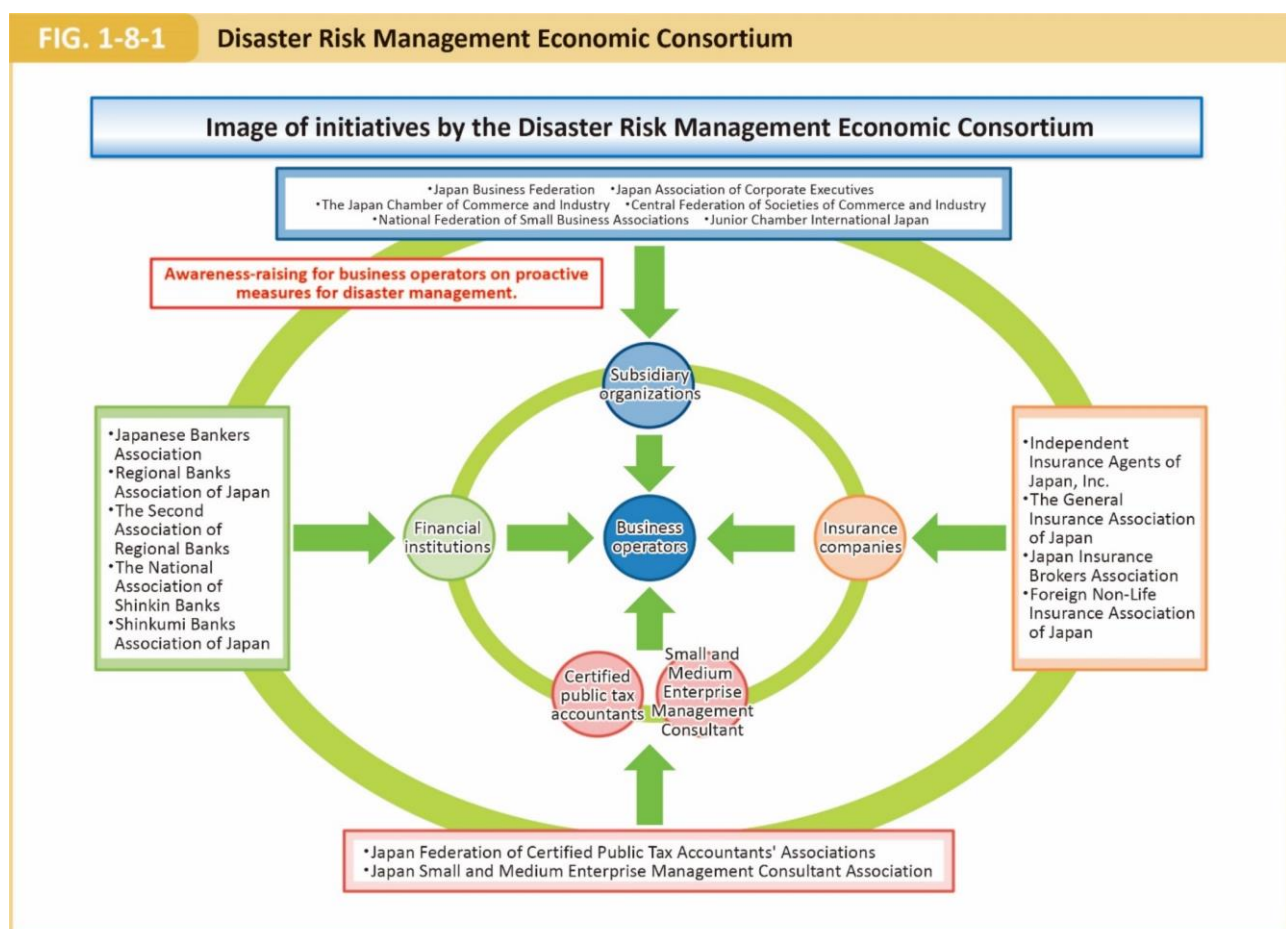 FIG. 1-8-1 Disaster Risk Management Economic Consortium
Image of initiatives by the Disaster Risk Management Economic Consortium
•Japan Business Federation •Japan Association of Corporate Executives
•The Japan Chamber of Commerce and Industry •Central Federation of Societies of Commerce and Industry
•National Federation of Small Business Associations •Junior Chamber International Japan
Awareness-raising for business operators on proactive
measures for disaster management.
Subsidiary
organizations
•Japanese Bankers
Association
•Regional Banks
Association of Japan
•The Second
Association of
Regional Banks
•The National
Association of
Shinkin Banks
•Shinkumi Banks
Association of Japan
Financial
institutions
Business
operators
Insurance
companies
•Independent
Insurance Agents of
Japan, Inc.
•The General
Insurance Association
of Japan
•Japan Insurance
Brokers Association
•Foreign Non-Life
Insurance Association
of Japan
Certified
public tax
accountants
Small and
Medium
Enterprise
Management
Consultant
•Japan Federation of Certified Public Tax Accountants' Associations
•Japan Small and Medium Enterprise Management Consultant Association